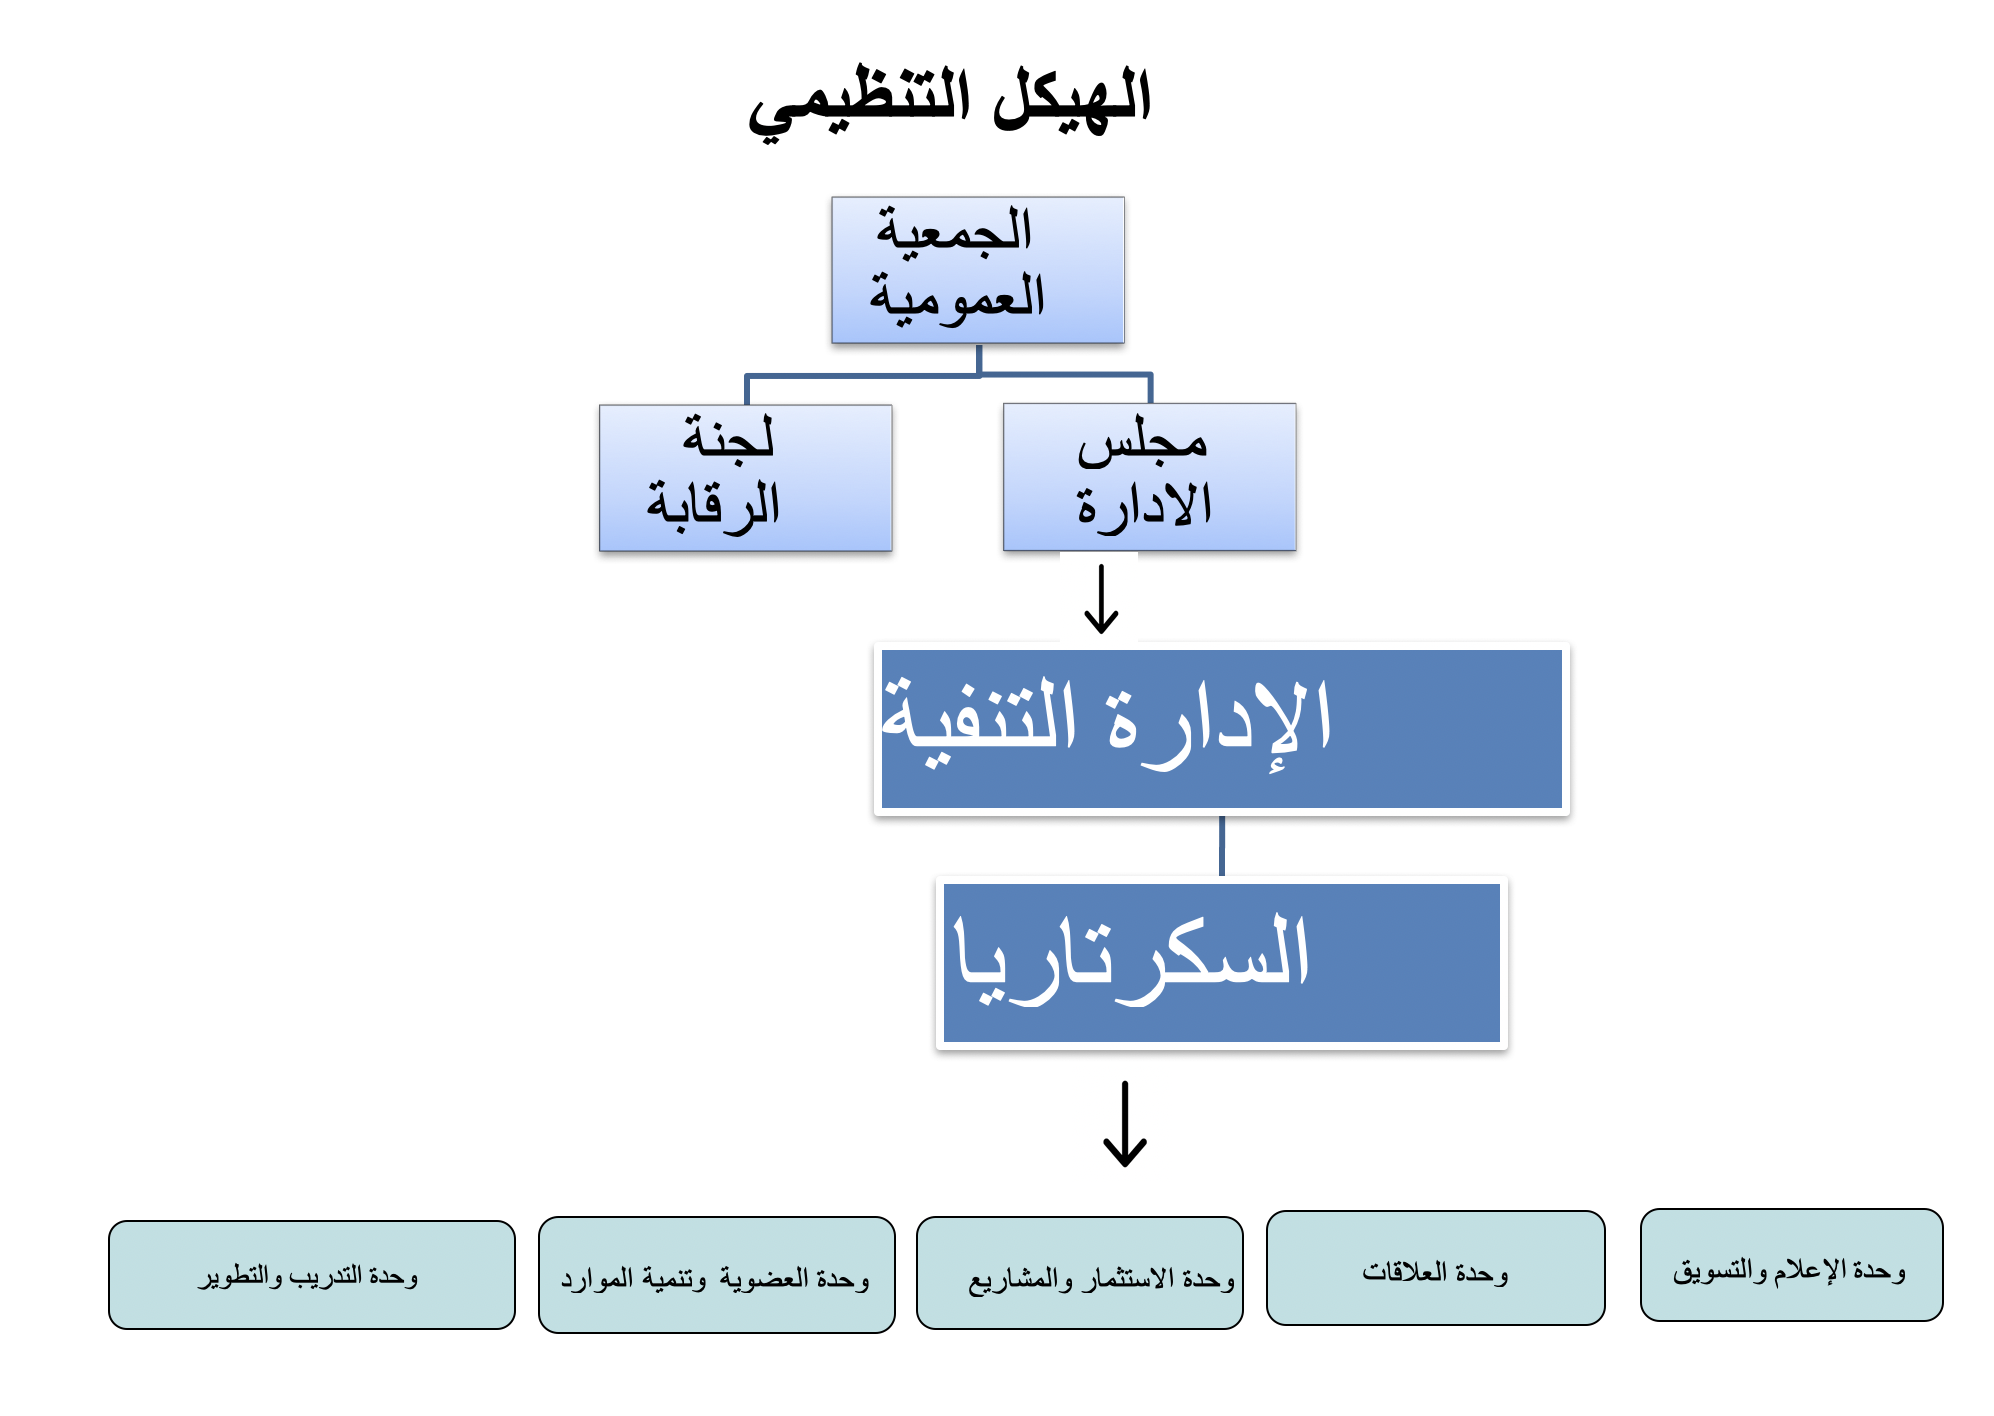 الهيكل التنظيمي
الجمعية
العمومية
مجلس
الادارة
لجنة
الرقابة
الإدارة التنفية
السكرتاريا
وحدة الإعلام والتسويق
وحدة العلاقات
وحدة الاستثمار والمشاريع
وحدة العضوية وتنمية الموارد
وحدة التدريب والتطوير